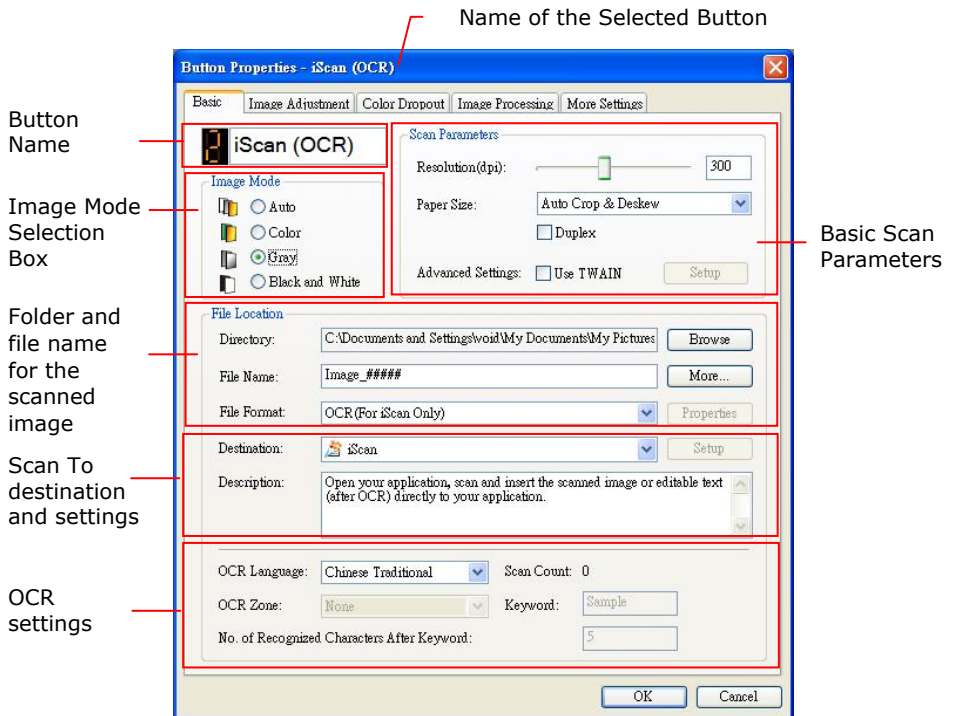 Name of the Selected Button
Button Properties - iScan (OCR)
Basic Image Adjustment Color Dropout Image Processing More Settings
Button
Name
2 iScan (OCR)
Image Mode
Selection
Box
Image Mode
Auto
Color
Gray
Black and White
Scan Parameters
Resolution(dpi): 300
Paper Size: Auto Crop & Deskew
Duplex
Advanced Settings: Use TWAIN Setup
Basic Scan
Parameters
Folder and
file name
for the
scanned
image
File Location
Directory: C:\Documents and Settings\void\My Documents\My Pictures Browse
File Name: Image_##### More...
File Format: OCR(For iScan Only) Properties
Scan To
destination
and settings
Destination: iScan Setup
Description: Open your application, scan and insert the scanned image or editable text
(after OCR) directly to your application.
OCR
settings
OCR Language: Chinese Traditional Scan Count: 0
OCR Zone: None Keyword: Sample
No. of Recognized Characters After Keyword: 5
OK Cancel